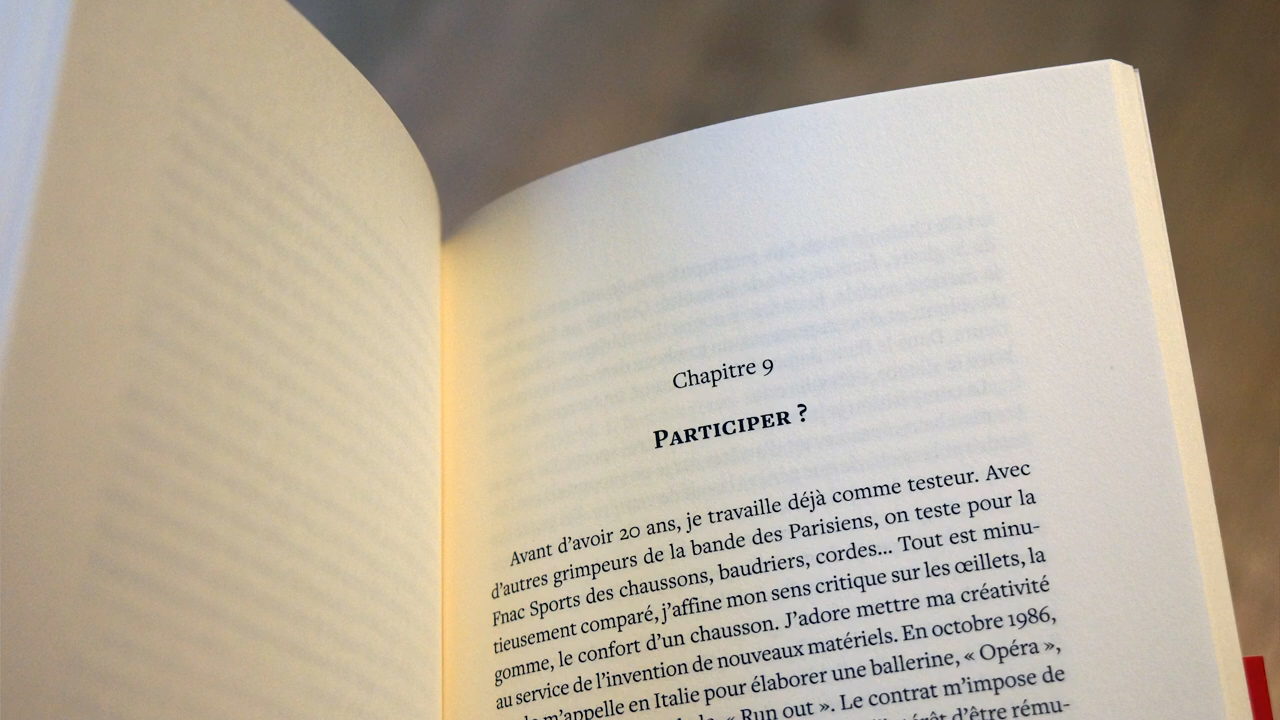 Chapitre 9
PARTICIPER ?
Avant d'avoir 20 ans, je travaille déjà comme testeur. Avec
d'autres grimpeurs de la bande des Parisiens, on teste pour la
Fnac Sports des chaussons, baudriers, cordes... Tout est minu-
tieusement comparé, j'affine mon sens critique sur les œillets, la
gomme, le confort d'un chausson. J'adore mettre ma créativité
au service de l'invention de nouveaux matériels. En octobre 1986,
m'appelle en Italie pour élaborer une ballerine, « Opéra »,
« Run out ». Le contrat m'impose de
d'être rému-